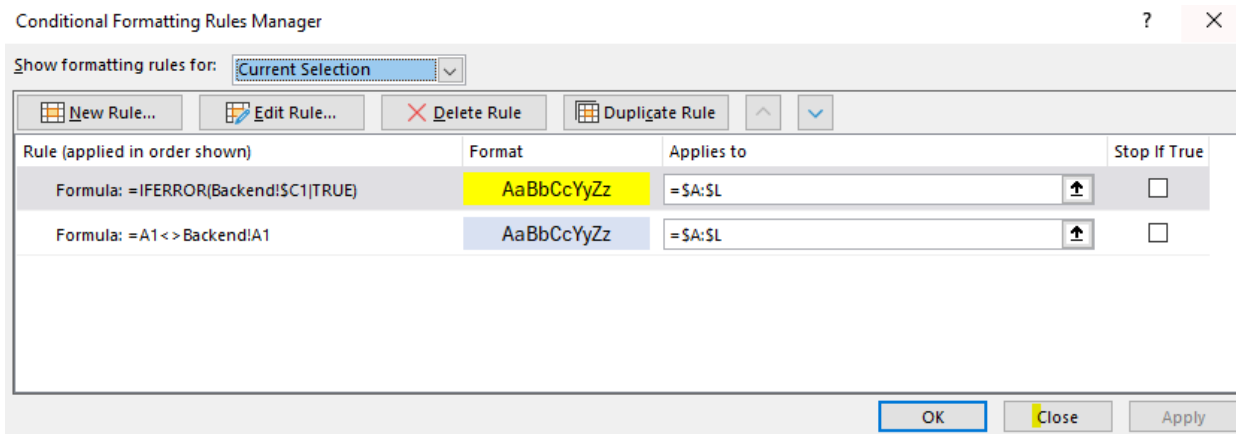 Conditional Formatting Rules Manager ?
Show formatting rules for: Current Selection
New Rule... Edit Rule... Delete Rule Duplicate Rule
Rule (applied in order shown) Format Applies to Stop If True
Formula: =IFERROR(Backend!$C1|TRUE) AaBbCcYyZz =$A:$L
Formula: =A1<>Backend!A1 AaBbCcYyZz =$A:$L
OK Close Apply